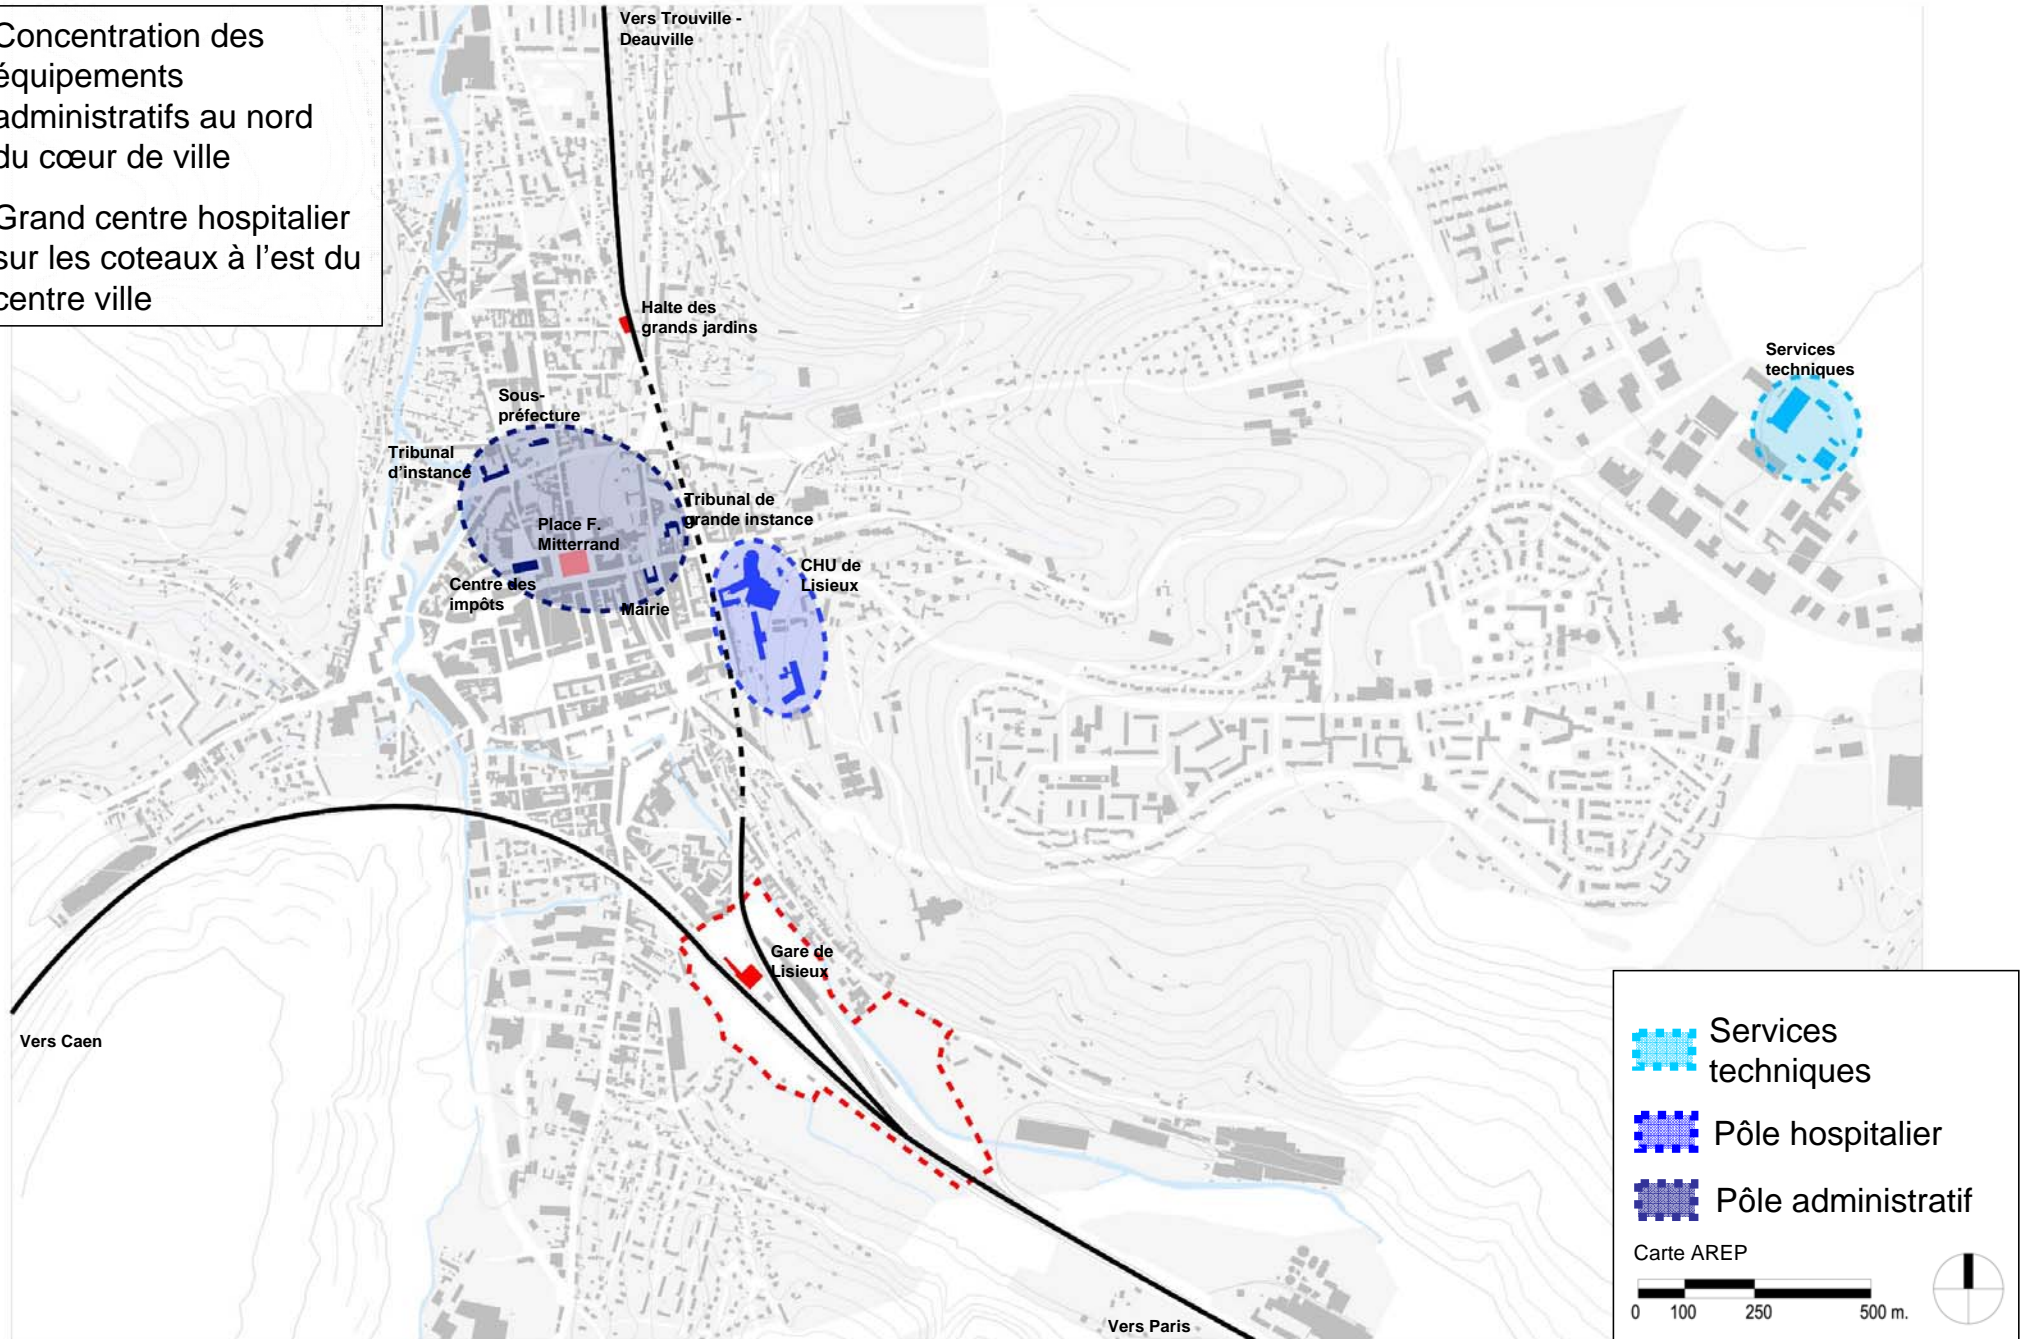 Concentration des
équipements
administratifs au nord
du cœur de ville
Grand centre hospitalier
sur les coteaux à l'est du
centre ville
Vers Trouville -
Deauville
Halte des
grands jardins
Services
techniques
Sous-
préfecture
Tribunal
d'instance
Tribunal de
grande instance
Place F.
Mitterrand
CHU de
Lisieux
Centre des
impôts
Mairie
Gare de
Lisieux
Vers Caen
Vers Paris
Services
techniques
Pôle hospitalier
Pôle administratif
Carte AREP
0 100 250 500 m.